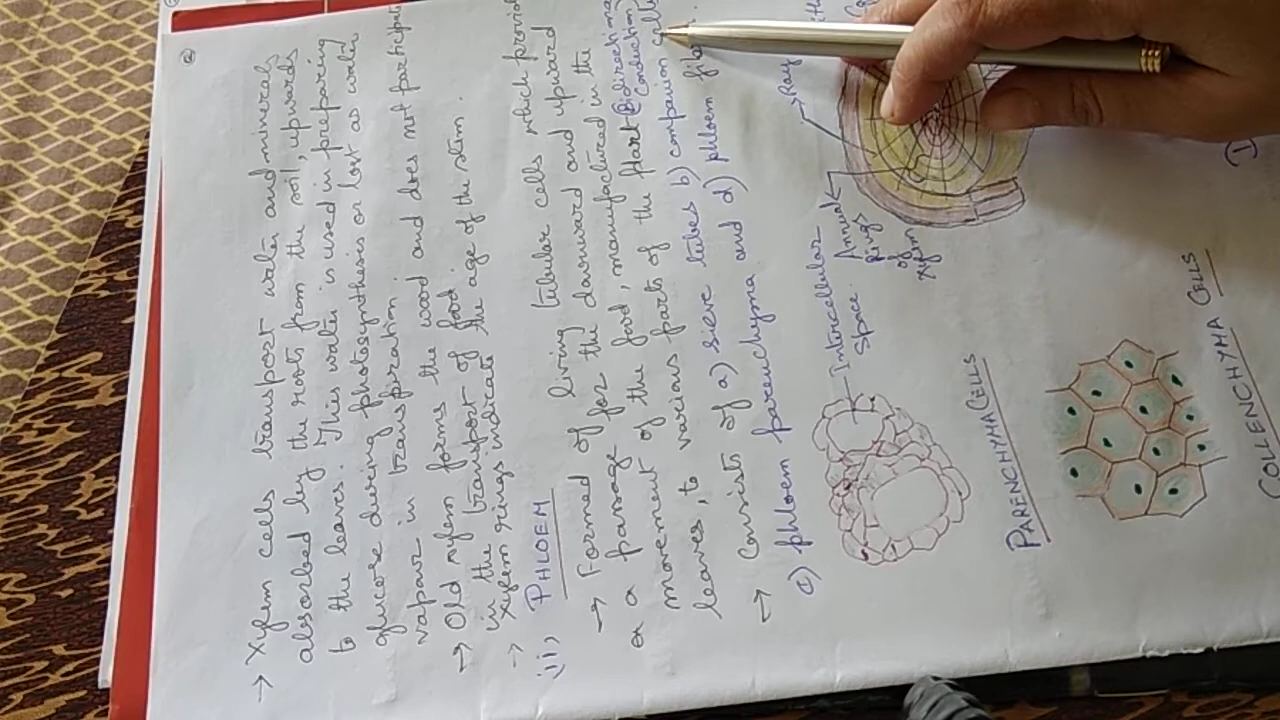 2
→ Xylem cells transport water and minerals
absorbed by the roots from the soil, upwards
to the leaves. This water is used in preparing
glucose during photosynthesis or lost as water
vapour in transpiration.
→ Old xylem forms the wood and does not participate
in the transport of food.
→ Xylem rings indicate the age of the stem.
(ii) PHLOEM
→ Formed of living tubular cells which provide
a passage for the downward and upward
movement of the food, manufactured in the
leaves, to various parts of the plant
conduction
→ Consists of a) sieve tubes b) companion cells
c) phloem parenchyma and d) phloem
Intercellular
Space.
Annual
Rings
of
xylem
Ray
PARENCHYMA CELLS
COLLENCHYMA CELLS